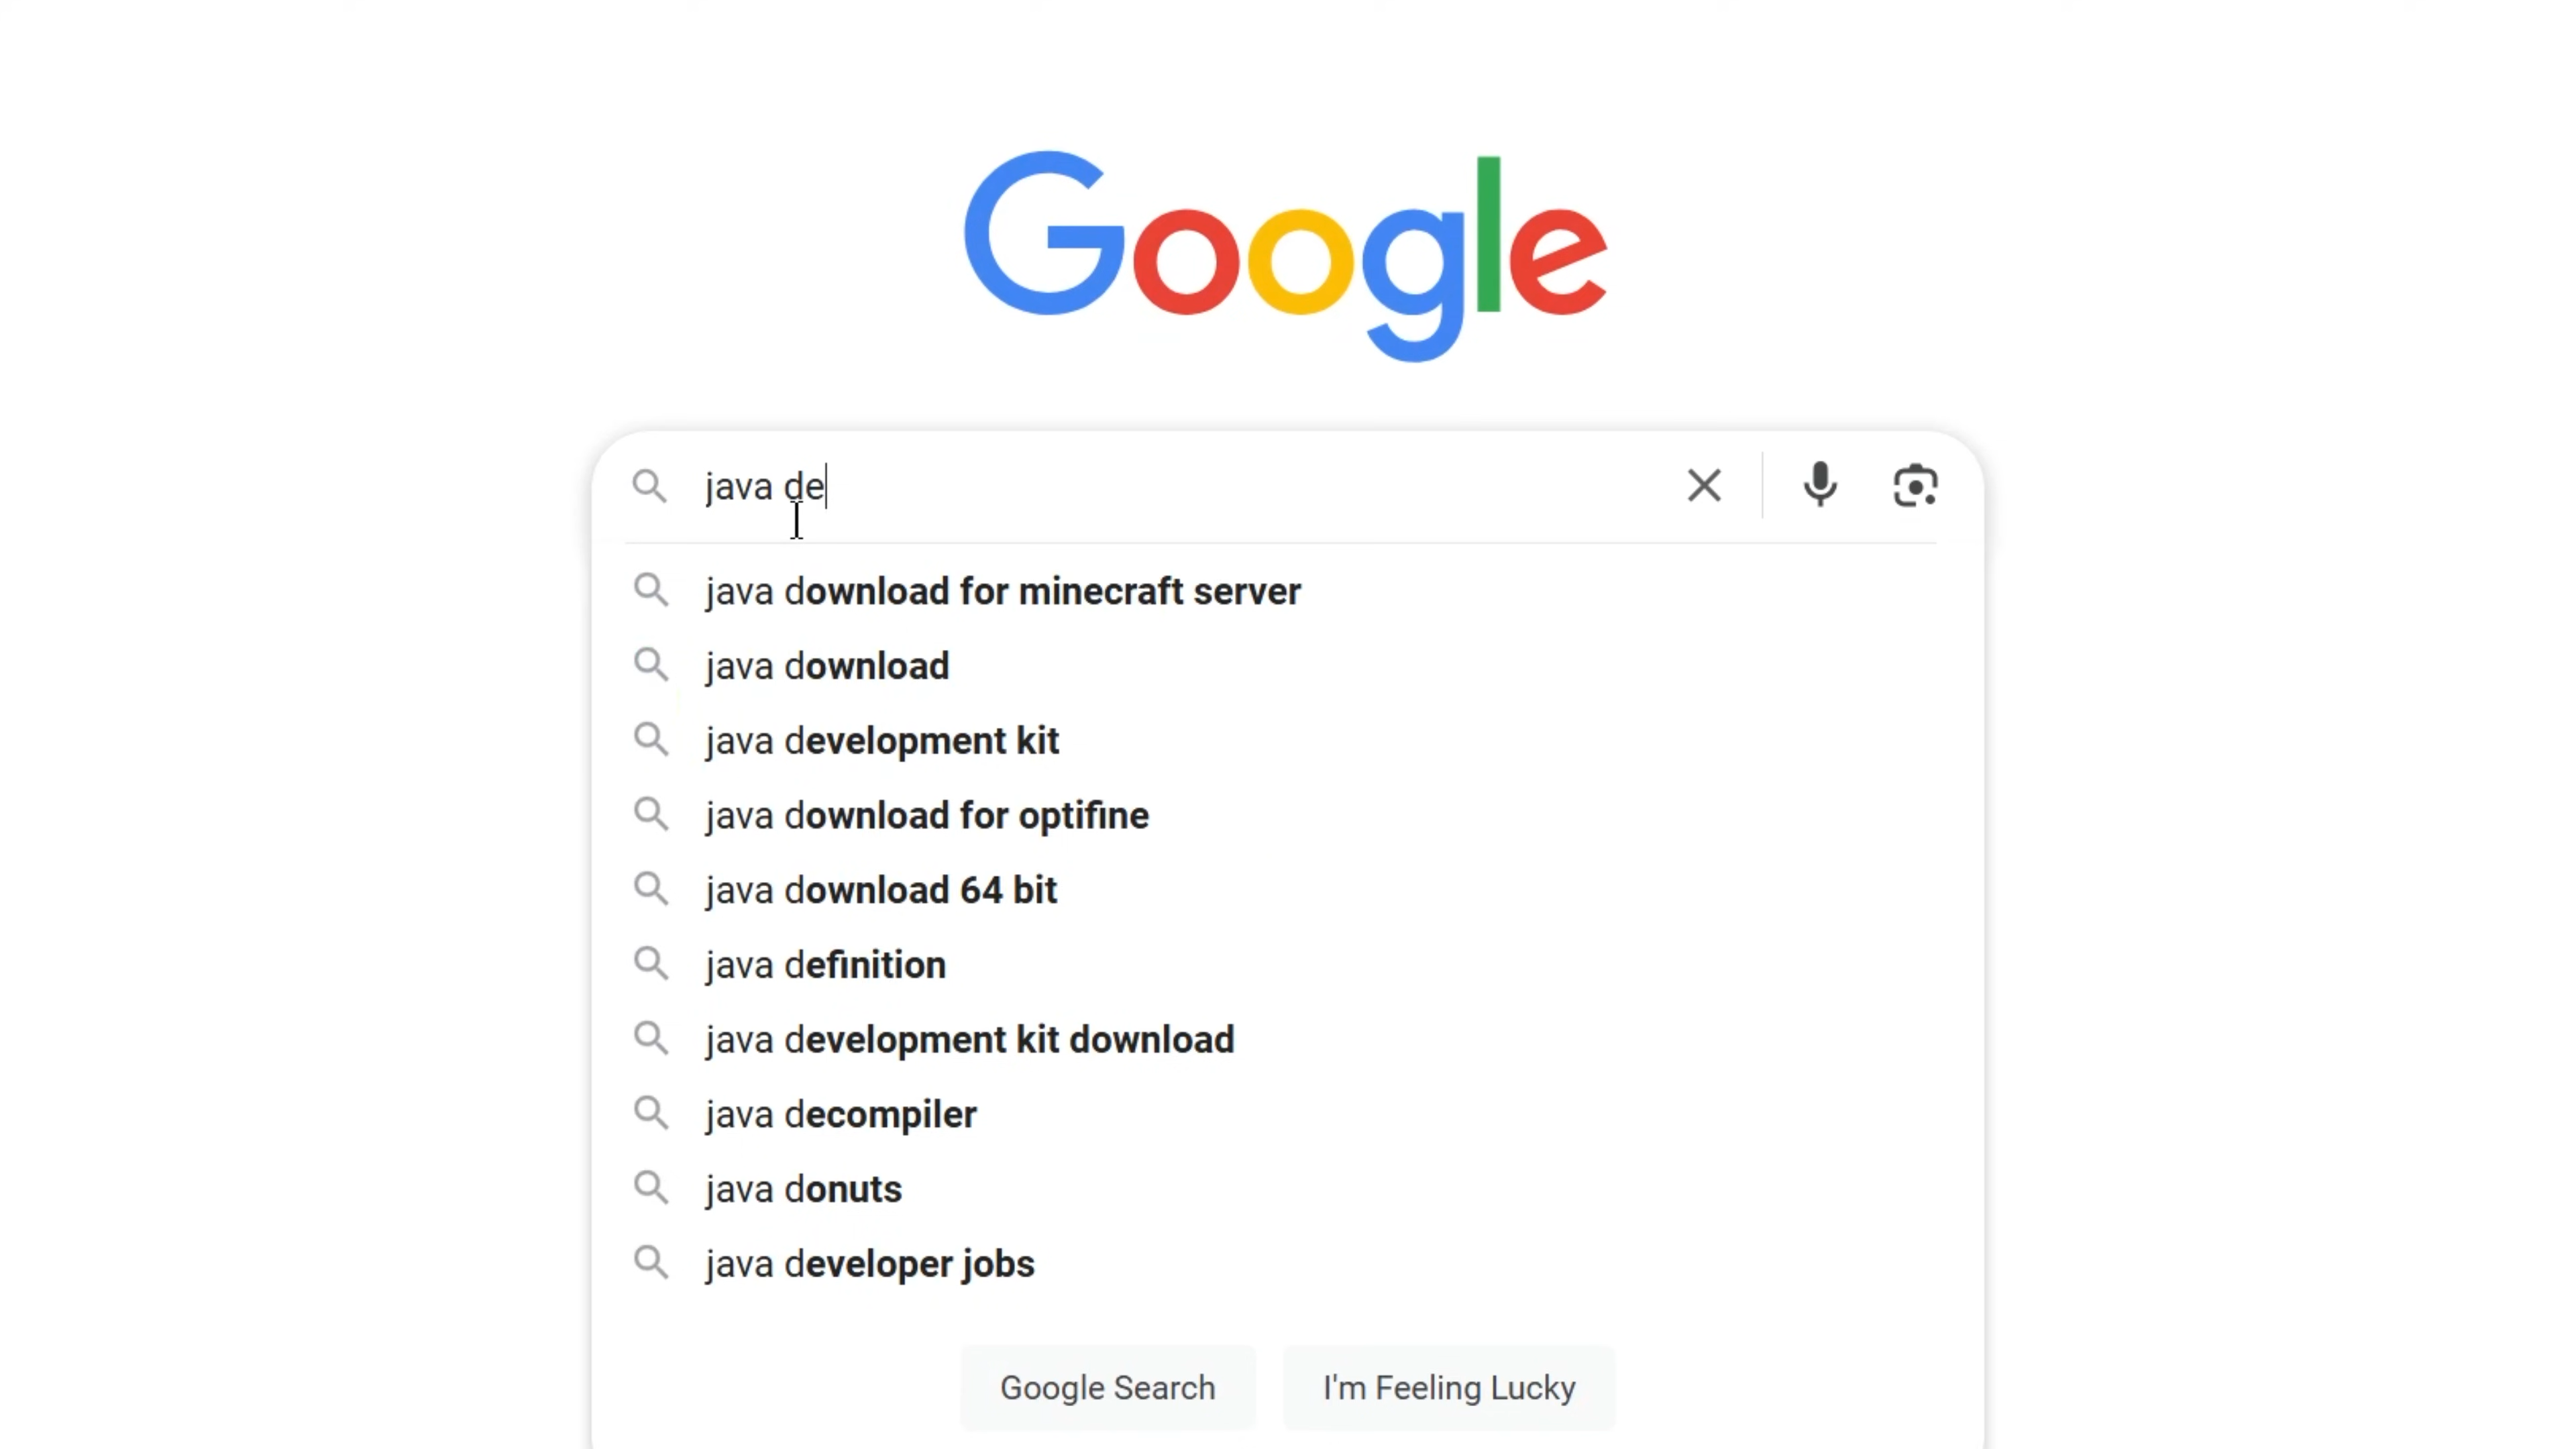 Google
java de
java download for minecraft server
java download
java development kit
java download for optifine
java download 64 bit
java definition
java development kit download
java decompiler
java donuts
java developer jobs
Google Search
I'm Feeling Lucky